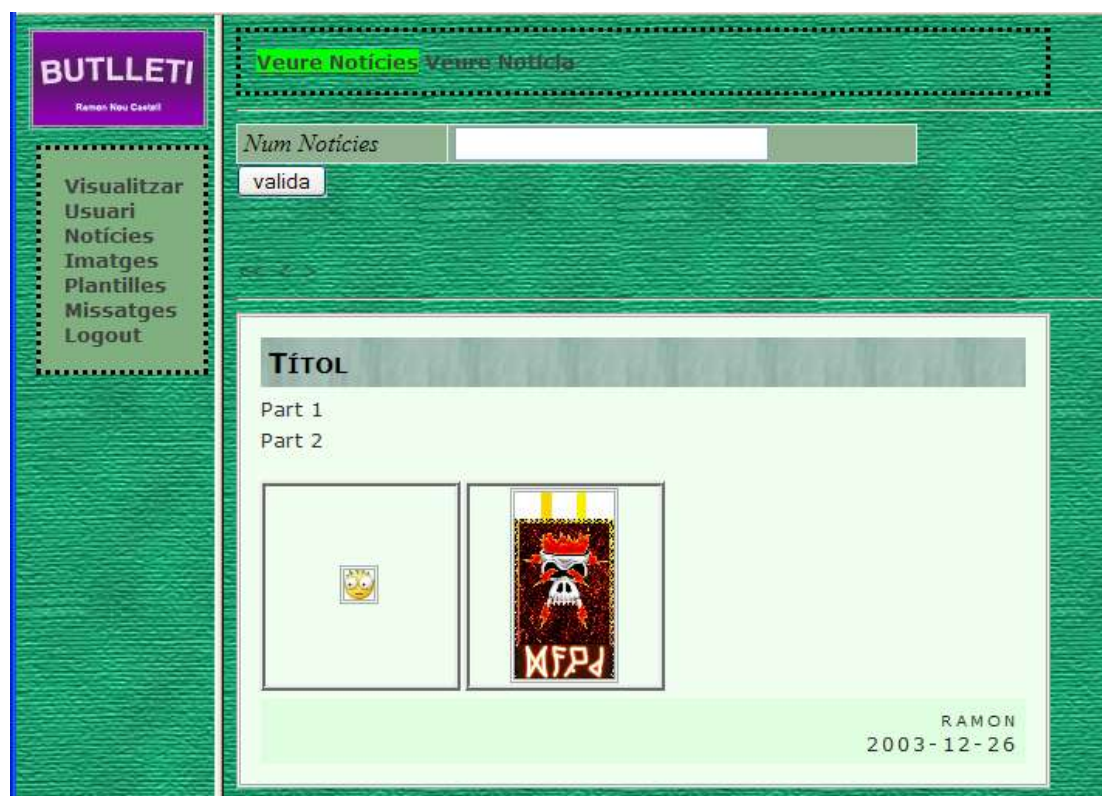 BUTLLETI
Ramon Nou Castell
Visualitzar
Usuari
Notícies
Imatges
Plantilles
Missatges
Logout
Veure Notícies Veure Notícia
Num Notícies
valida
<< < >
Títol
Part 1
Part 2
RAMON
2003-12-26